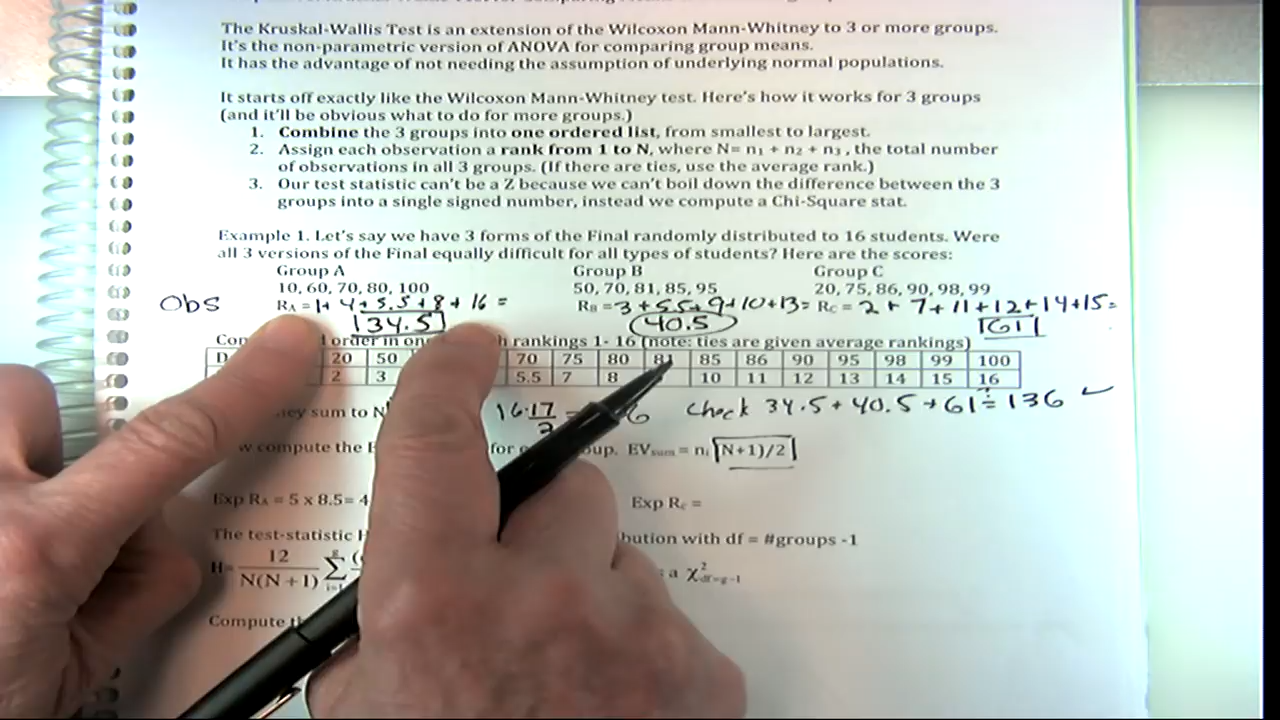 The Kruskal-Wallis Test is an extension of the Wilcoxon Mann-Whitney to 3 or more groups.
It's the non-parametric version of ANOVA for comparing group means.
It has the advantage of not needing the assumption of underlying normal populations.
It starts off exactly like the Wilcoxon Mann-Whitney test. Here's how it works for 3 groups
(and it'll be obvious what to do for more groups.)
1. Combine the 3 groups into one ordered list, from smallest to largest.
2. Assign each observation a rank from 1 to N, where N= n₁ + n₂ + n₃ , the total number
of observations in all 3 groups. (If there are ties, use the average rank.)
3. Our test statistic can't be a Z because we can't boil down the difference between the 3
groups into a single signed number, instead we compute a Chi-Square stat.
Example 1. Let's say we have 3 forms of the Final randomly distributed to 16 students. Were
all 3 versions of the Final equally difficult for all types of students? Here are the scores:
Group A Group B Group C
10, 60, 70, 80, 100 50, 70, 81, 85, 95 20, 75, 86, 90, 98, 99
Obs RA = 1+ 4+5.5+8+ 16 = RB = 3+5.5+9+10+13= RC = 2+ 7+11+12+14+15=
34.5 40.5 61
order in rankings 1- 16 (note: ties are given average rankings)
20 50 70 75 80 81 85 86 90 95 98 99 100
2 3 5.5 7 8 10 11 12 13 14 15 16
sum to 16·17/2 = check 34.5+40.5+61 = 136 ✓
compute the for EVsum = nᵢ (N+1)/2
Exp RA = 5 x 8.5= Exp RC =
The test-statistic with df = #groups -1
H= 12/N(N+1) Σ a χ²df=g-1
Compute